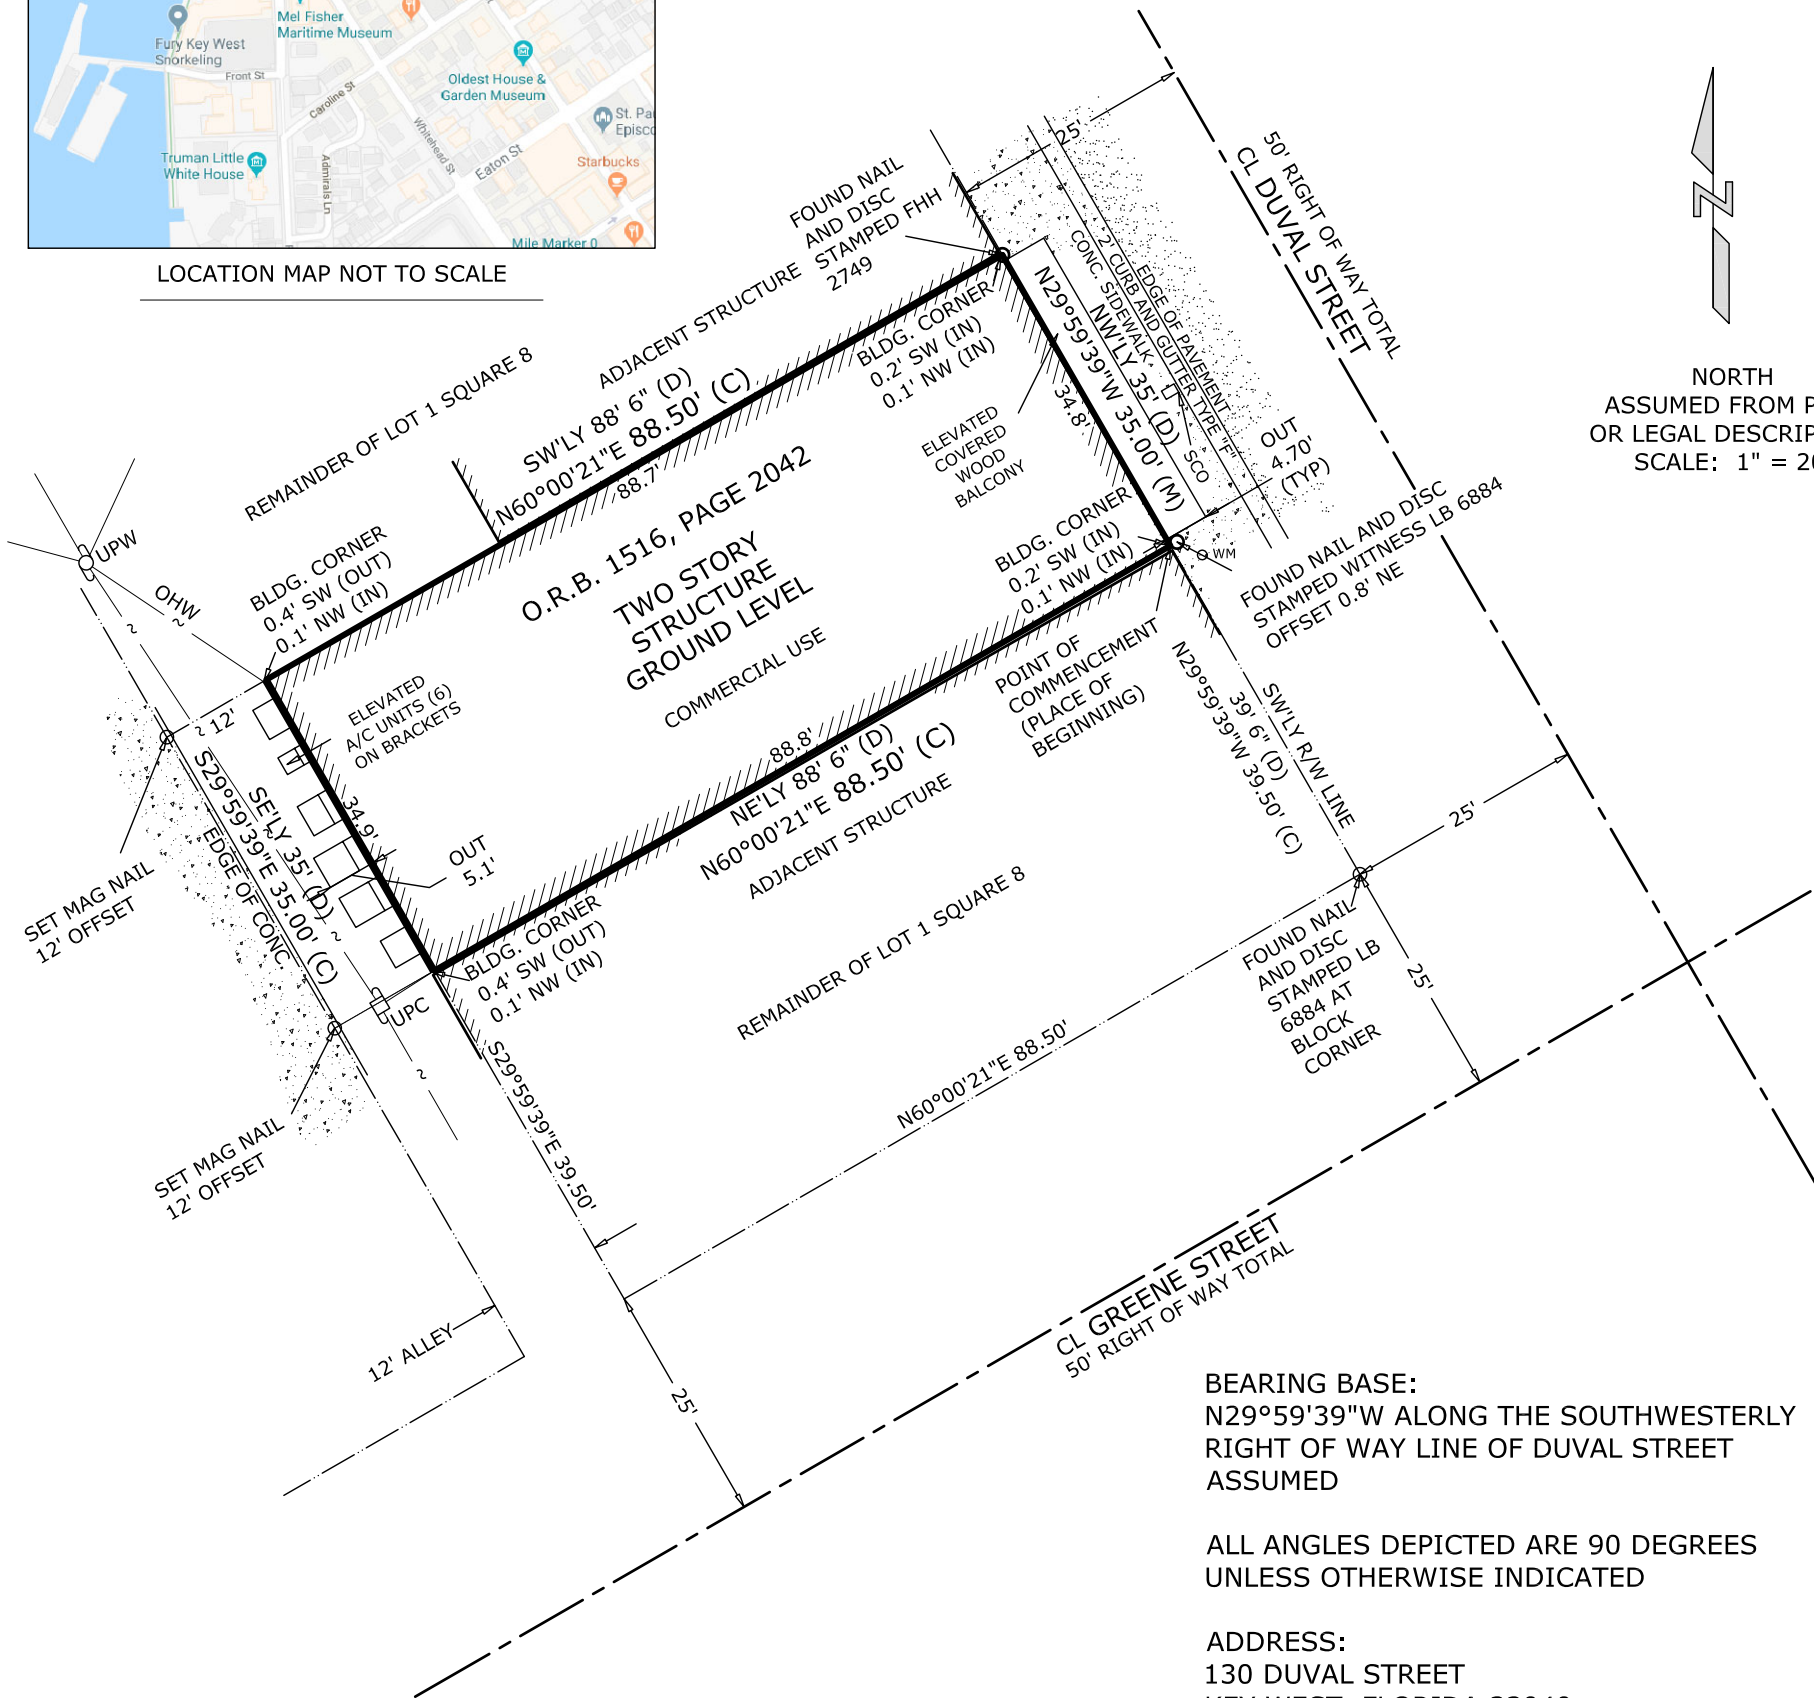 Mel Fisher
Maritime Museum
Fury Key West
Snorkeling
Front St
Oldest House &
Garden Museum
Caroline St
Whitehead St
St. Pa
Episco
Eaton St
Starbucks
Truman Little
White House
Admirals Ln
Mile Marker 0
LOCATION MAP NOT TO SCALE
FOUND NAIL
AND DISC
STAMPED FHH
2749
25'
50' RIGHT OF WAY TOTAL
CL DUVAL STREET
N
NORTH
ASSUMED FROM P
OR LEGAL DESCRIP
SCALE: 1" = 20
EDGE OF PAVEMENT
2' CURB AND GUTTER TYPE "F"
CONC. SIDEWALK
NW'LY 35' (D)
N29°59'39"W 35.00' (M)
34.8'
SCO
OUT
4.70'
(TYP)
ADJACENT STRUCTURE
REMAINDER OF LOT 1 SQUARE 8
SW'LY 88' 6" (D)
N60°00'21"E 88.50' (C)
88.7'
BLDG. CORNER
0.2' SW (IN)
0.1' NW (IN)
ELEVATED
COVERED
WOOD
BALCONY
O.R.B. 1516, PAGE 2042
TWO STORY
STRUCTURE
GROUND LEVEL
COMMERCIAL USE
BLDG. CORNER
0.2' SW (IN)
0.1' NW (IN)
WM
FOUND NAIL AND DISC
STAMPED WITNESS LB 6884
OFFSET 0.8' NE
UPW
OHW
~
~
BLDG. CORNER
0.4' SW (OUT)
0.1' NW (IN)
ELEVATED
A/C UNITS (6)
ON BRACKETS
~
12'
POINT OF
COMMENCEMENT
(PLACE OF
BEGINNING)
SW'LY R/W LINE
39' 6" (D)
N29°59'39"W 39.50' (C)
88.8'
NE'LY 88' 6" (D)
N60°00'21"E 88.50' (C)
ADJACENT STRUCTURE
34.9'
OUT
5.1'
SE'LY 35' (D)
S29°59'39"E 35.00' (C)
EDGE OF CONC.
~
~
SET MAG NAIL
12' OFFSET
BLDG. CORNER
0.4' SW (OUT)
0.1' NW (IN)
UPC
~
REMAINDER OF LOT 1 SQUARE 8
25'
FOUND NAIL
AND DISC
STAMPED LB
6884 AT
BLOCK
CORNER
25'
S29°59'39"E 39.50'
N60°00'21"E 88.50'
SET MAG NAIL
12' OFFSET
12' ALLEY
25'
CL GREENE STREET
50' RIGHT OF WAY TOTAL
BEARING BASE:
N29°59'39"W ALONG THE SOUTHWESTERLY
RIGHT OF WAY LINE OF DUVAL STREET
ASSUMED
ALL ANGLES DEPICTED ARE 90 DEGREES
UNLESS OTHERWISE INDICATED
ADDRESS:
130 DUVAL STREET
KEY WEST, FLORIDA 33040